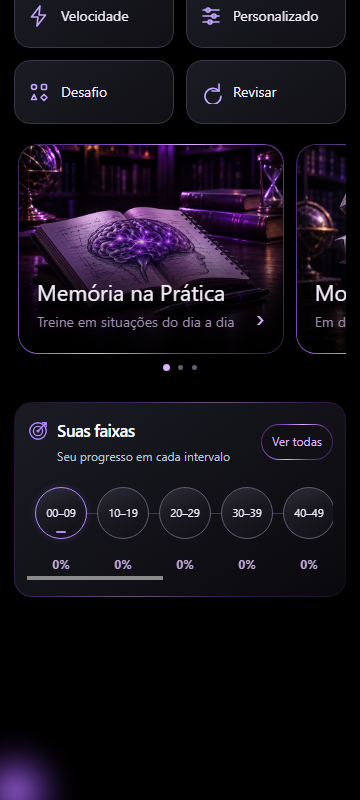 Velocidade
Personalizado
Desafio
Revisar
Memória na Prática
Treine em situações do dia a dia
Mo
Em d
Suas faixas
Seu progresso em cada intervalo
Ver todas
00–09
10–19
20–29
30–39
40–49
0%
0%
0%
0%
0%